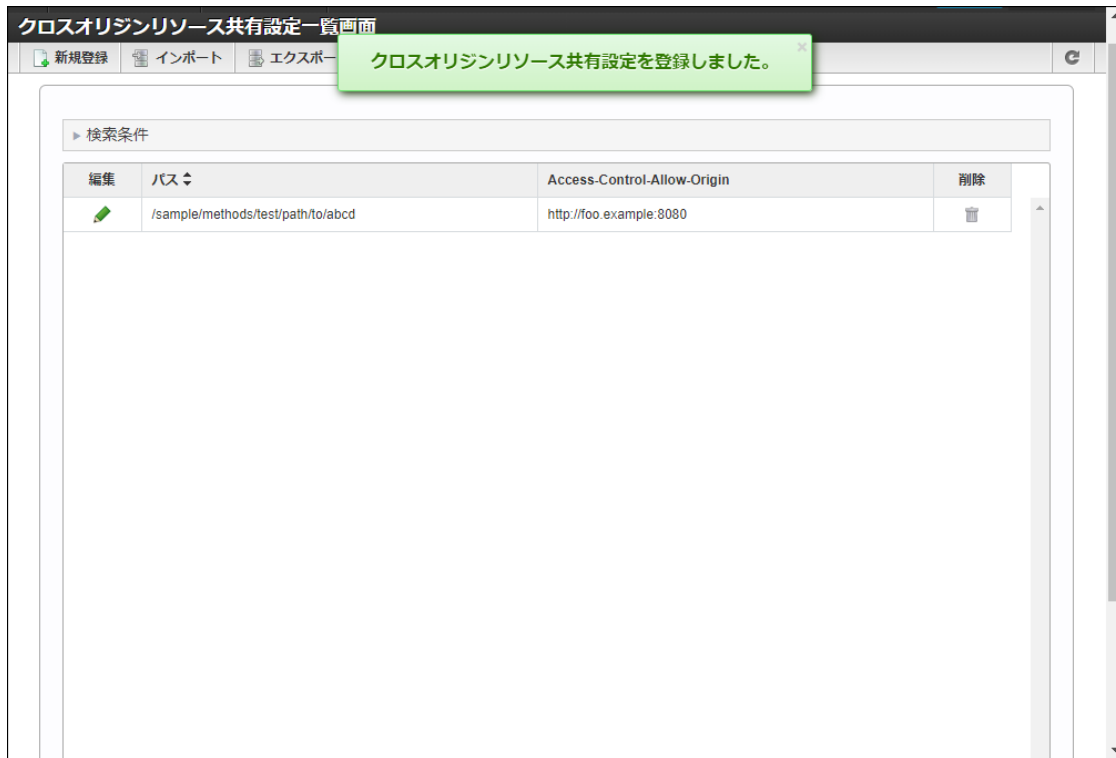 クロスオリジンリソース共有設定一覧画面
新規登録 インポート エクスポー
クロスオリジンリソース共有設定を登録しました。 ×
検索条件
編集 パス Access-Control-Allow-Origin 削除
/sample/methods/test/path/to/abcd http://foo.example:8080